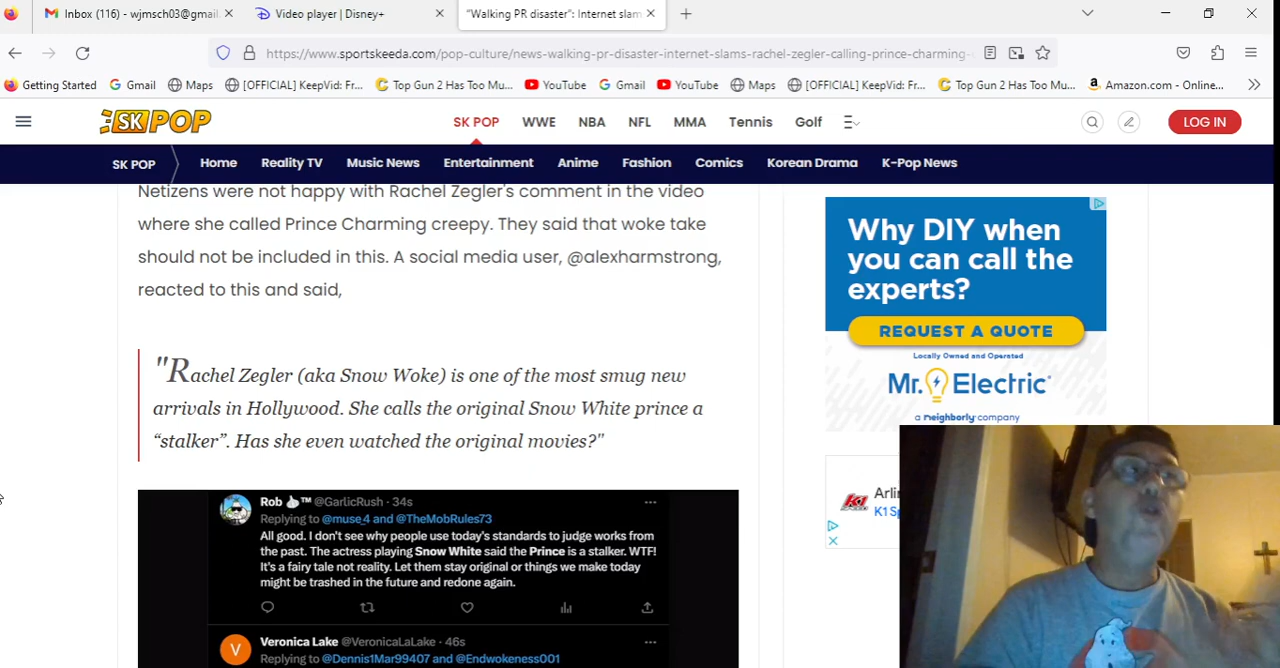 Inbox (116) - wjmsch03@gmail.
Video player | Disney+
"Walking PR disaster": Internet slam
https://www.sportskeeda.com/pop-culture/news-walking-pr-disaster-internet-slams-rachel-zegler-calling-prince-charming-
Getting Started
Gmail
Maps
[OFFICIAL] KeepVid: Fr...
Top Gun 2 Has Too Mu...
YouTube
Gmail
YouTube
Maps
[OFFICIAL] KeepVid: Fr...
Top Gun 2 Has Too Mu...
Amazon.com - Online...
SK POP
SK POP
WWE
NBA
NFL
MMA
Tennis
Golf
LOG IN
SK POP
Home
Reality TV
Music News
Entertainment
Anime
Fashion
Comics
Korean Drama
K-Pop News
Netizens were not happy with Rachel Zegler's comment in the video
where she called Prince Charming creepy. They said that woke take
should not be included in this. A social media user, @alexharmstrong,
reacted to this and said,
"Rachel Zegler (aka Snow Woke) is one of the most smug new
arrivals in Hollywood. She calls the original Snow White prince a
“stalker”. Has she even watched the original movies?"
Rob 👍🏻™ @GarlicRush · 34s
Replying to @muse_4 and @TheMobRules73
All good. I don't see why people use today's standards to judge works from
the past. The actress playing Snow White said the Prince is a stalker. WTF!
It's a fairy tale not reality. Let them stay original or things we make today
might be trashed in the future and redone again.
V
Veronica Lake @VeronicaLaLake · 46s
Replying to @Dennis1Mar99407 and @Endwokeness001
Why DIY when
you can call the
experts?
REQUEST A QUOTE
Locally Owned and Operated
Mr. Electric
a neighborly company
K1
Arlin
K1 Sp